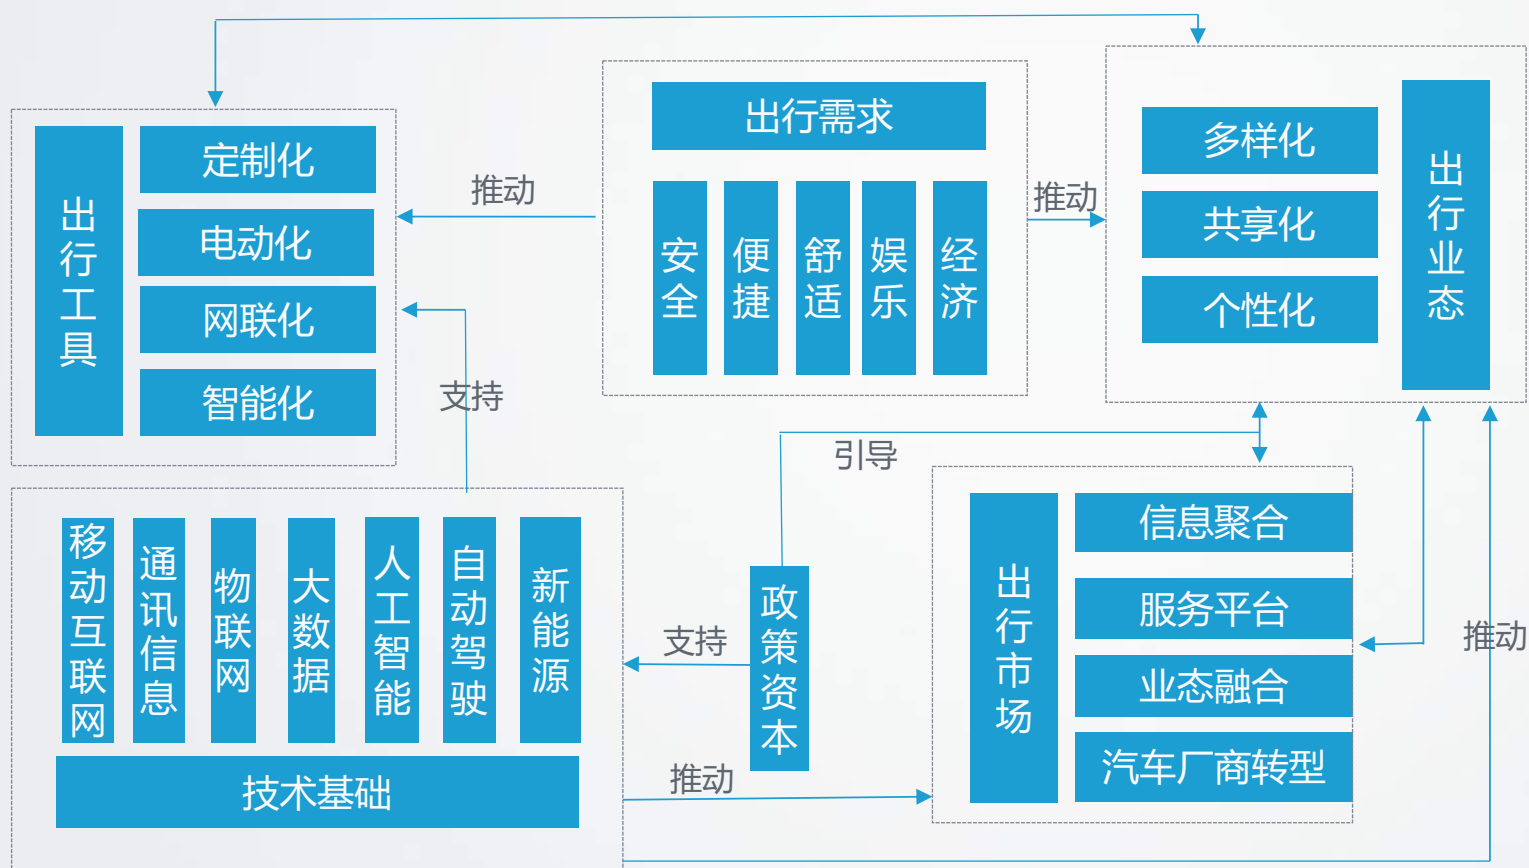 出行工具
定制化
电动化
网联化
智能化
推动
出行需求
安全
便捷
舒适
娱乐
经济
推动
多样化
共享化
个性化
出行业态
支持
引导
移动互联网
通讯信息
物联网
大数据
人工智能
自动驾驶
新能源
技术基础
支持
推动
政策资本
出行市场
信息聚合
服务平台
业态融合
汽车厂商转型
推动